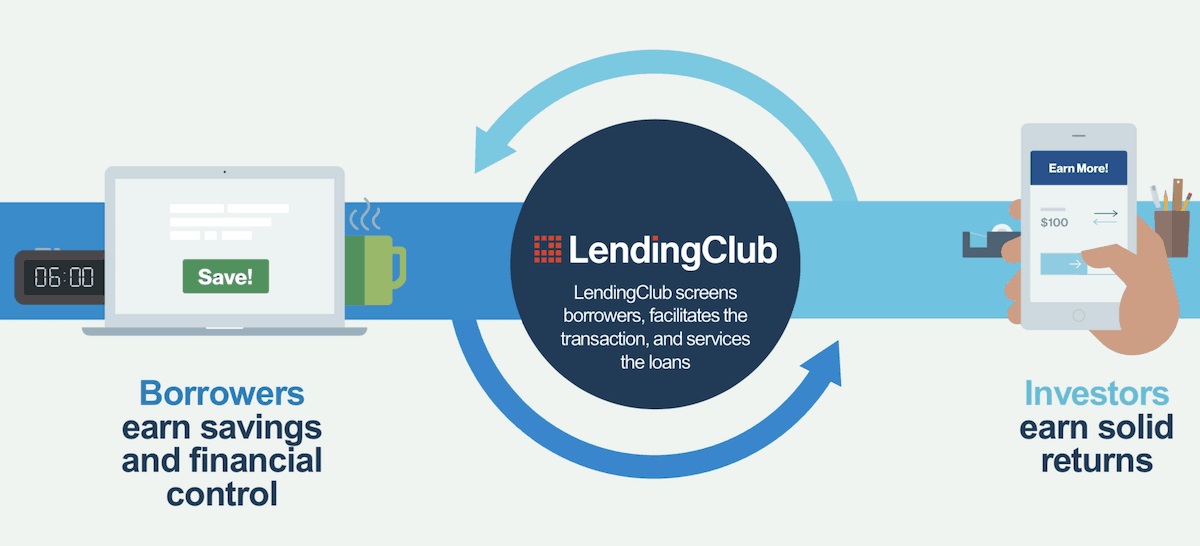 06:00
Save!
LendingClub
LendingClub screens
borrowers, facilitates the
transaction, and services
the loans
Earn More!
$100
Borrowers
earn savings
and financial
control
Investors
earn solid
returns